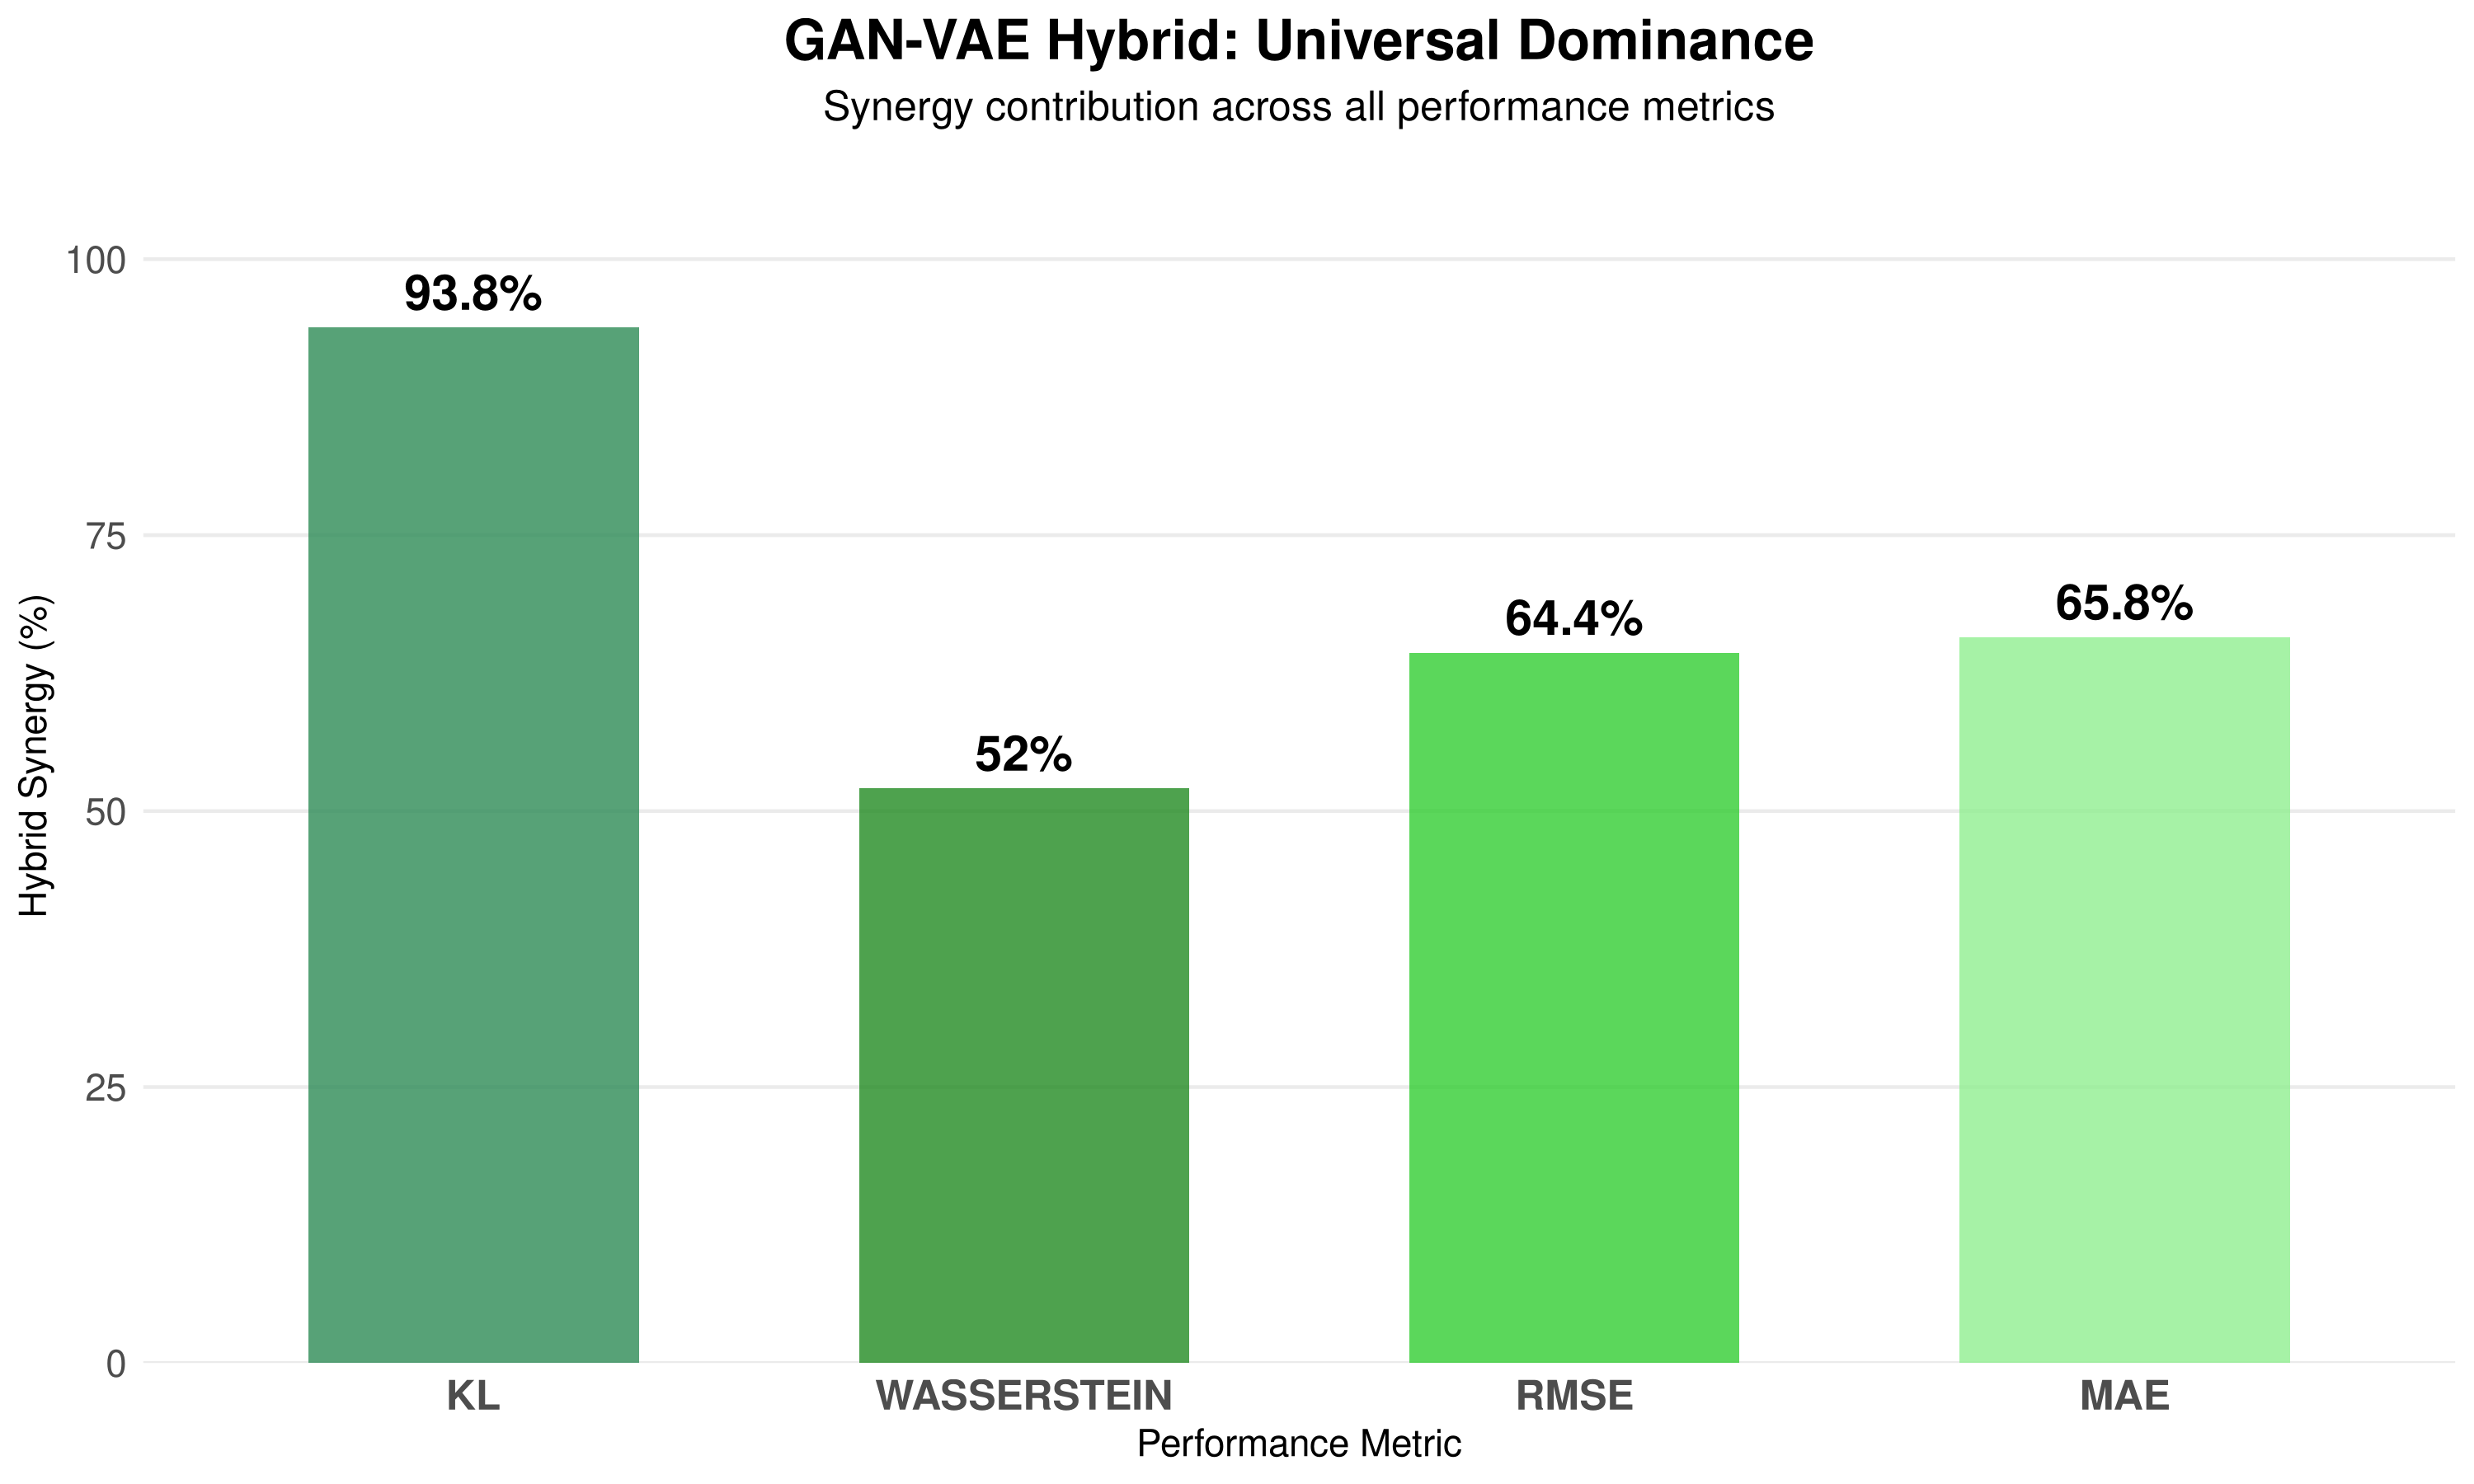 GAN-VAE Hybrid: Universal Dominance
Synergy contribution across all performance metrics
Hybrid Synergy (%)
100
75
50
25
0
93.8%
52%
64.4%
65.8%
KL
WASSERSTEIN
RMSE
MAE
Performance Metric